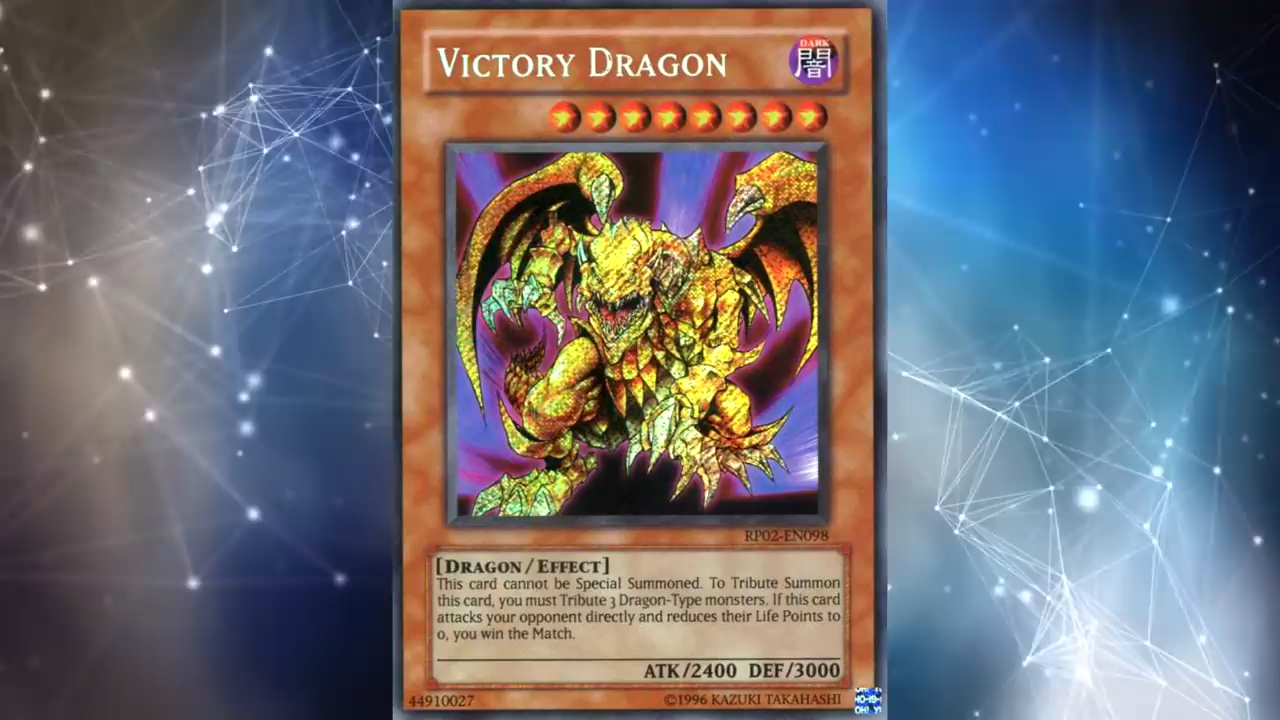 VICTORY DRAGON
DARK
闇
RP02-EN098
[DRAGON/EFFECT]
This card cannot be Special Summoned. To Tribute Summon
this card, you must Tribute 3 Dragon-Type monsters. If this card
attacks your opponent directly and reduces their Life Points to
0, you win the Match.
ATK/2400 DEF/3000
44910027
©1996 KAZUKI TAKAHASHI